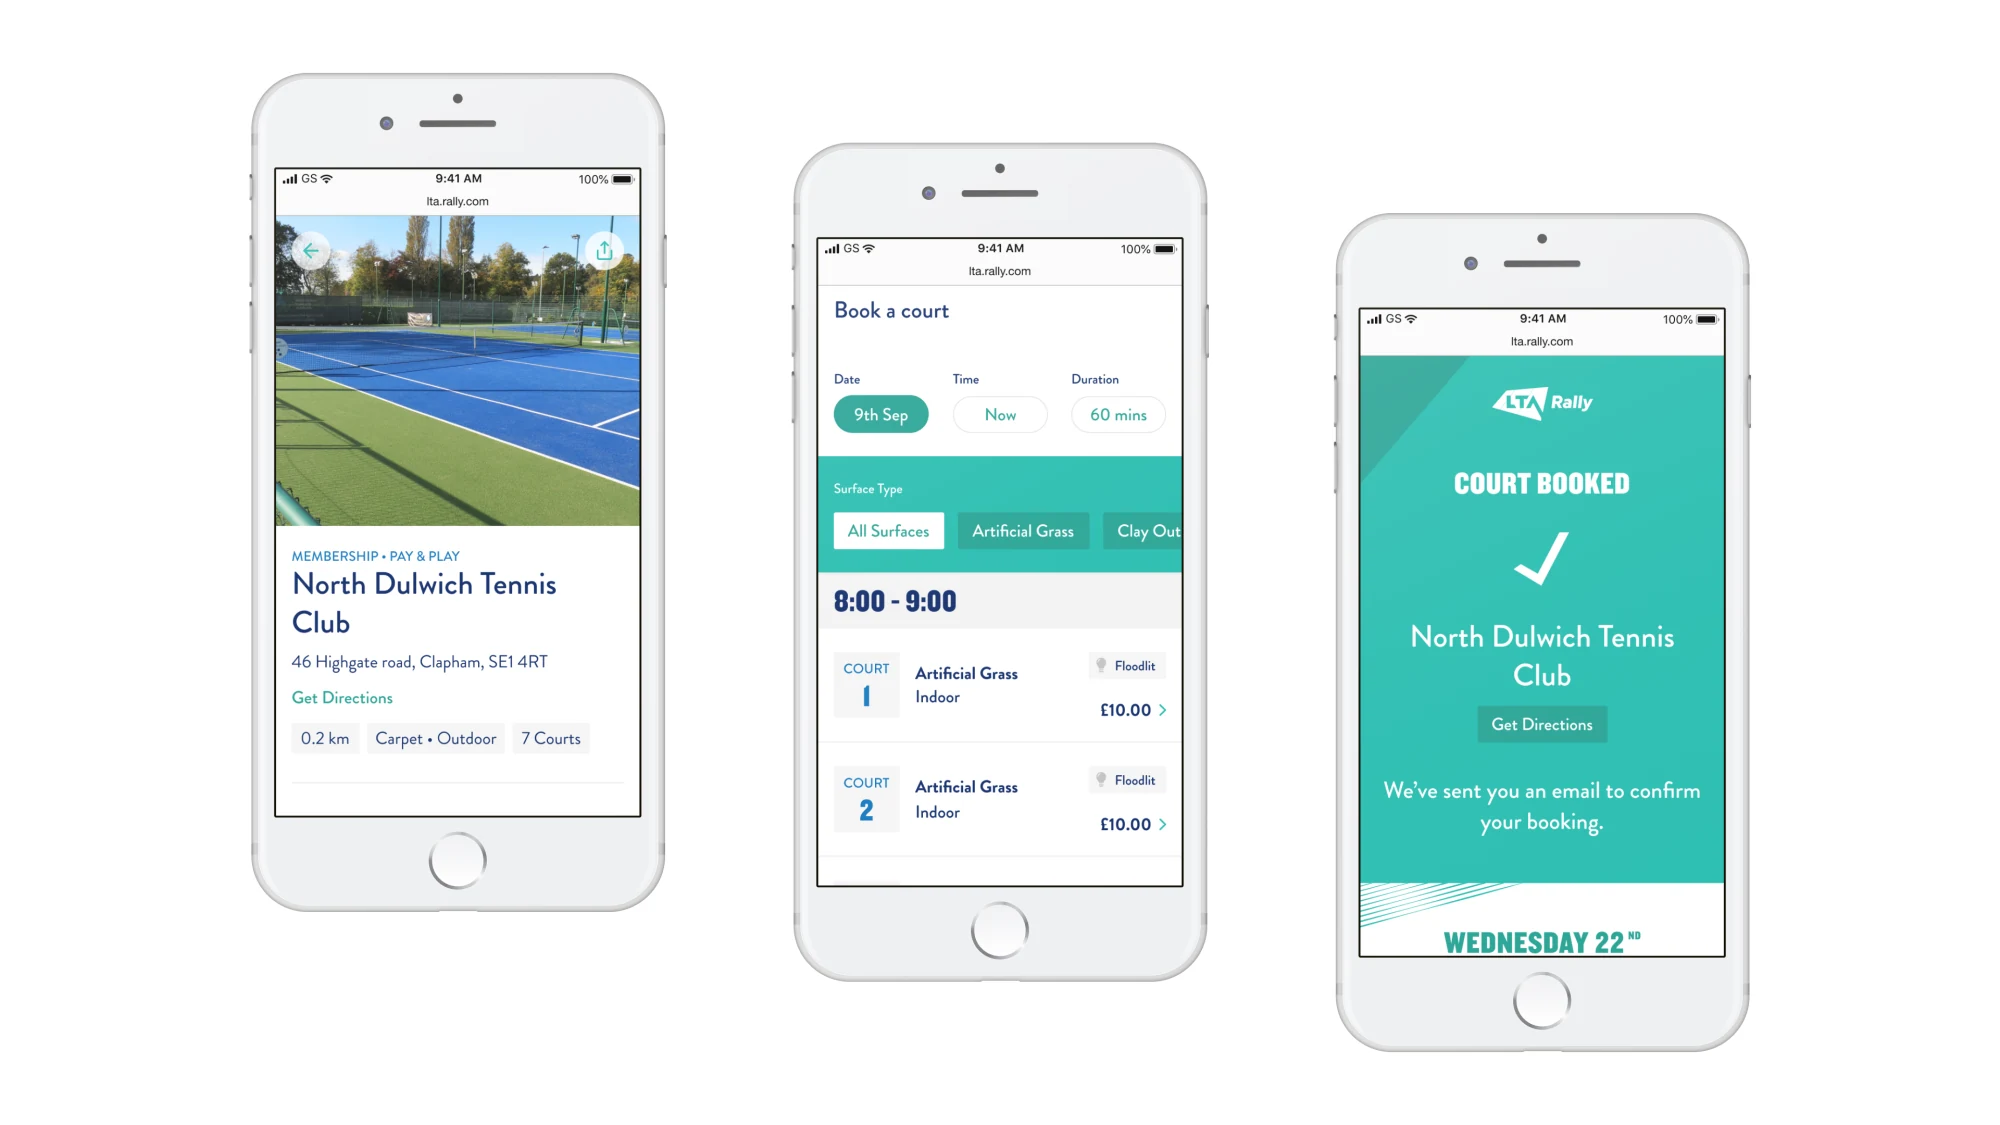 GS 9:41 AM 100%
lta.rally.com
MEMBERSHIP • PAY & PLAY
North Dulwich Tennis
Club
46 Highgate road, Clapham, SE1 4RT
Get Directions
0.2 km Carpet • Outdoor 7 Courts
GS 9:41 AM 100%
lta.rally.com
Book a court
Date Time Duration
9th Sep Now 60 mins
Surface Type
All Surfaces Artificial Grass Clay Out
8:00 - 9:00
COURT
1
Artificial Grass
Indoor
Floodlit
£10.00
COURT
2
Artificial Grass
Indoor
Floodlit
£10.00
GS 9:41 AM 100%
lta.rally.com
LTA Rally
COURT BOOKED
North Dulwich Tennis
Club
Get Directions
We’ve sent you an email to confirm
your booking.
WEDNESDAY 22 ND